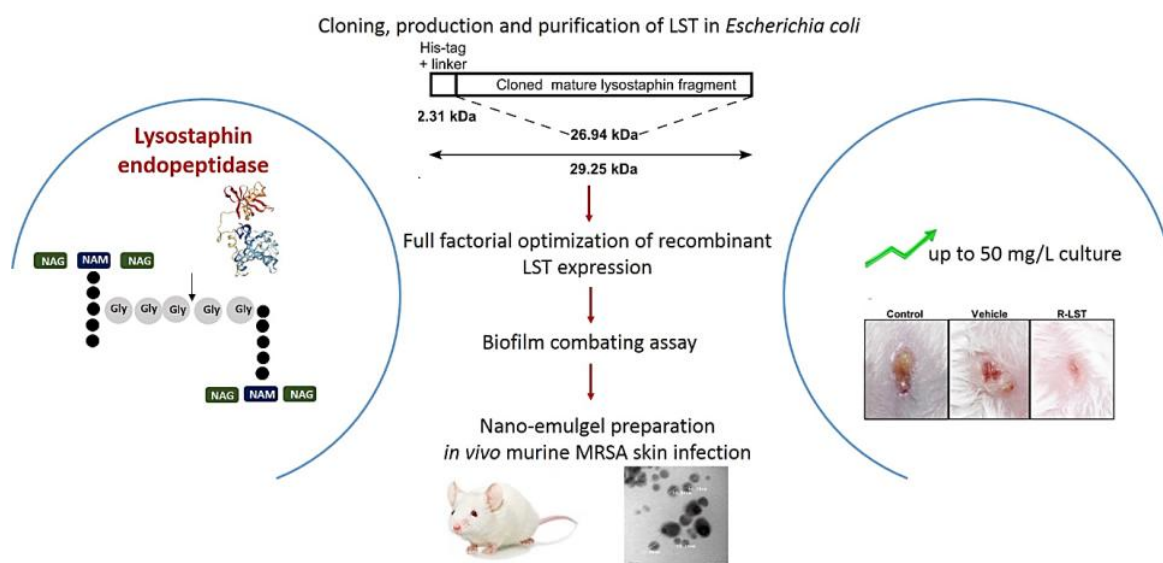 Cloning, production and purification of LST in Escherichia coli
His-tag
+ linker
Cloned mature lysostaphin fragment
2.31 kDa
26.94 kDa
29.25 kDa
Lysostaphin
endopeptidase
NAG NAM NAG
Gly Gly Gly Gly Gly
NAG NAM NAG
Full factorial optimization of recombinant
LST expression
Biofilm combating assay
Nano-emulgel preparation
in vivo murine MRSA skin infection
up to 50 mg/L culture
Control Vehicle R-LST